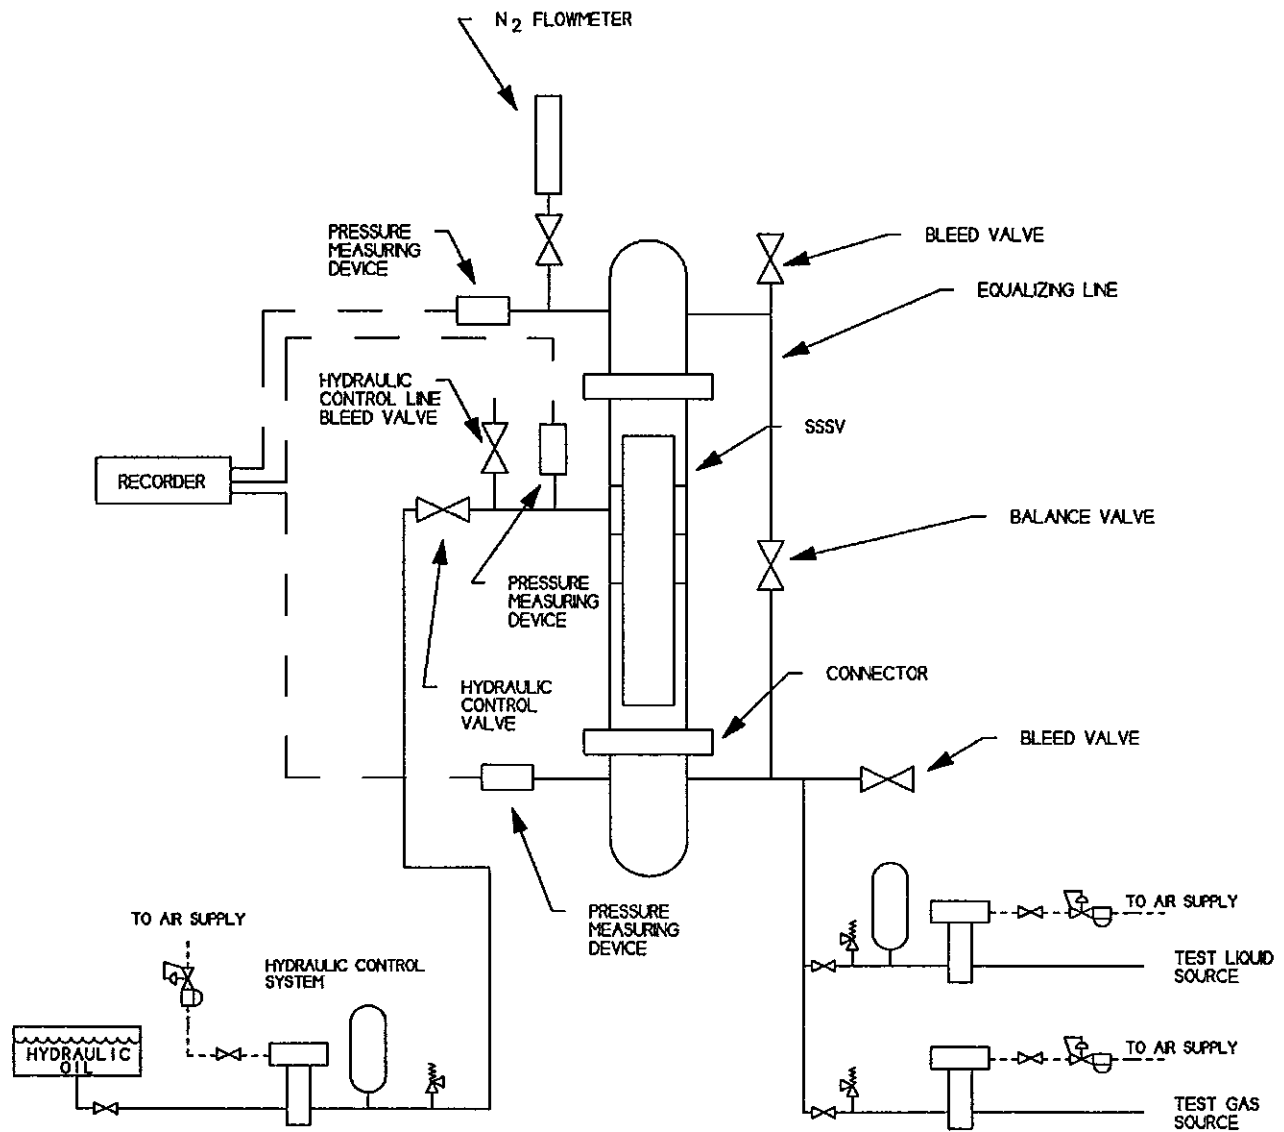 N2 FLOWMETER
PRESSURE
MEASURING
DEVICE
BLEED VALVE
EQUALIZING LINE
HYDRAULIC
CONTROL LINE
BLEED VALVE
SSSV
RECORDER
BALANCE VALVE
PRESSURE
MEASURING
DEVICE
CONNECTOR
HYDRAULIC
CONTROL
VALVE
BLEED VALVE
PRESSURE
MEASURING
DEVICE
TO AIR SUPPLY
TO AIR SUPPLY
HYDRAULIC CONTROL
SYSTEM
TEST LIQUID
SOURCE
HYDRAULIC
OIL
TO AIR SUPPLY
TEST GAS
SOURCE